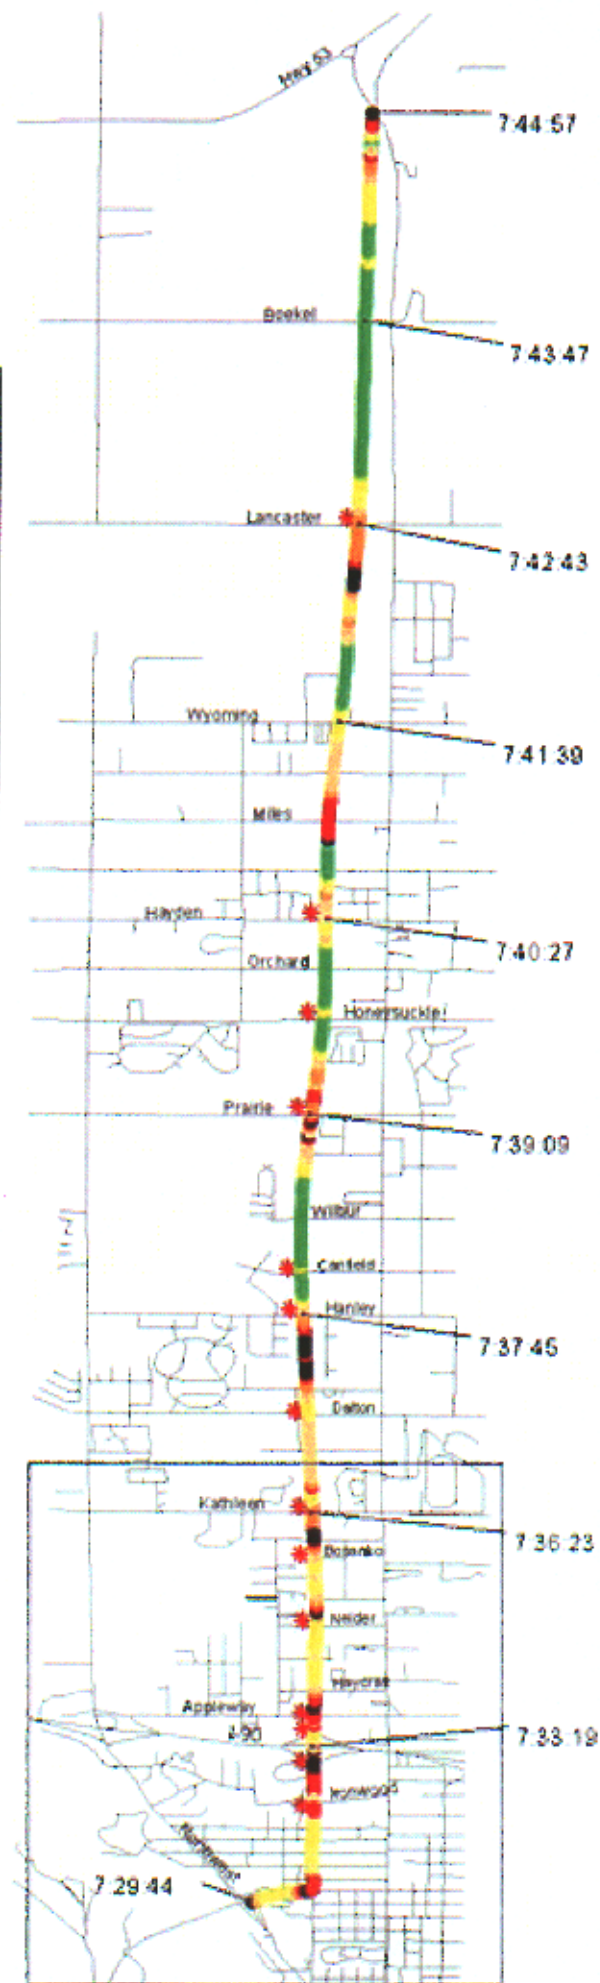 Hwy 53
7:44:57
Boekel
7:43:47
Lancaster
7:42:43
Wyoming
7:41:39
Miles
Hayden
7:40:27
Orchard
Honeysuckle
Prairie
7:39:09
Wilbur
Canfield
Hanley
7:37:45
Dalton
Kathleen
7:36:23
Bosanko
Neider
Haycraft
Appleway
I-90
7:33:19
Ironwood
Northwest
7:29:44